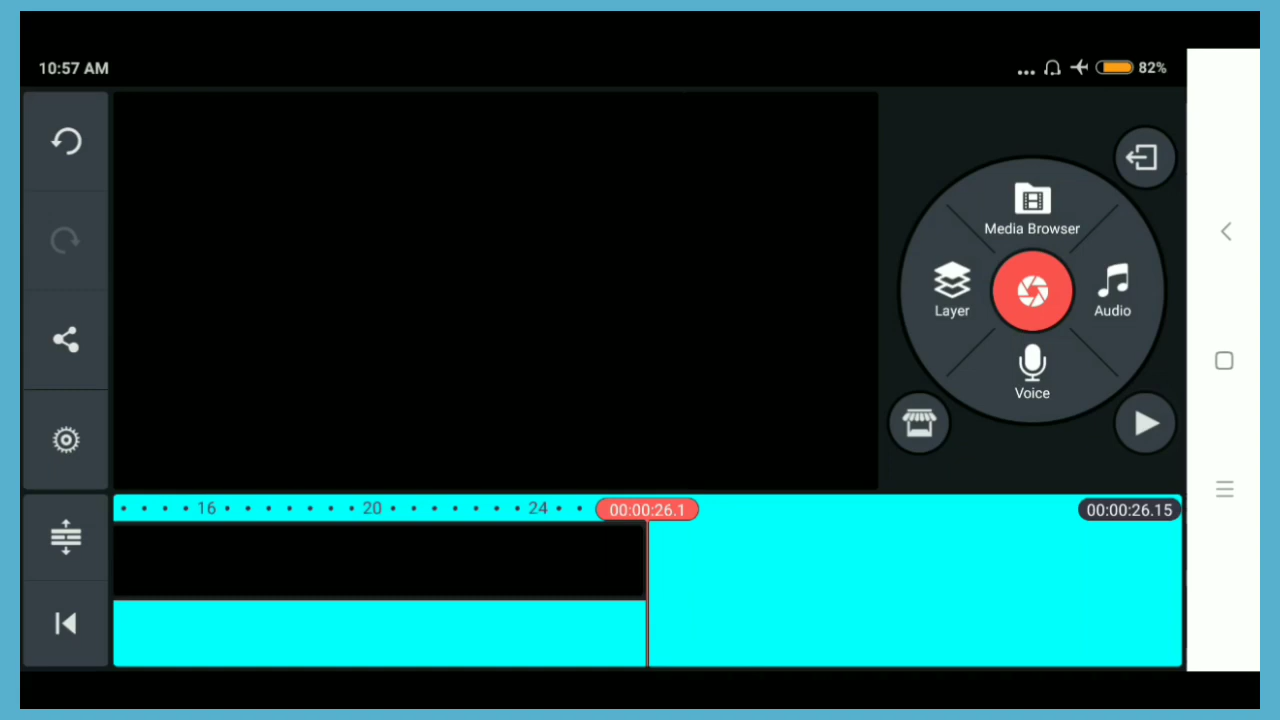 10:57 AM
82%
Media Browser
Layer
Audio
Voice
16 20 24
00:00:26.1
00:00:26.15